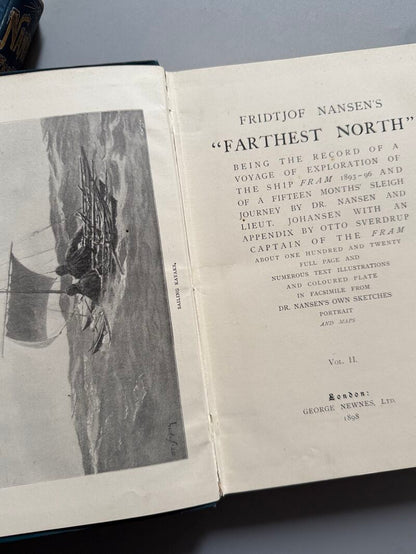 SAILING KAYAKS.
FRIDTJOF NANSEN'S
"FARTHEST NORTH"
BEING THE RECORD OF A
VOYAGE OF EXPLORATION OF
THE SHIP FRAM 1893-96 AND
OF A FIFTEEN MONTHS' SLEIGH
JOURNEY BY DR. NANSEN AND
LIEUT. JOHANSEN WITH AN
APPENDIX BY OTTO SVERDRUP
CAPTAIN OF THE FRAM
ABOUT ONE HUNDRED AND TWENTY
FULL PAGE AND
NUMEROUS TEXT ILLUSTRATIONS
AND COLOURED PLATE
IN FACSIMILE FROM
DR. NANSEN'S OWN SKETCHES
PORTRAIT
AND MAPS
VOL. II.
London:
GEORGE NEWNES, LTD.
1898